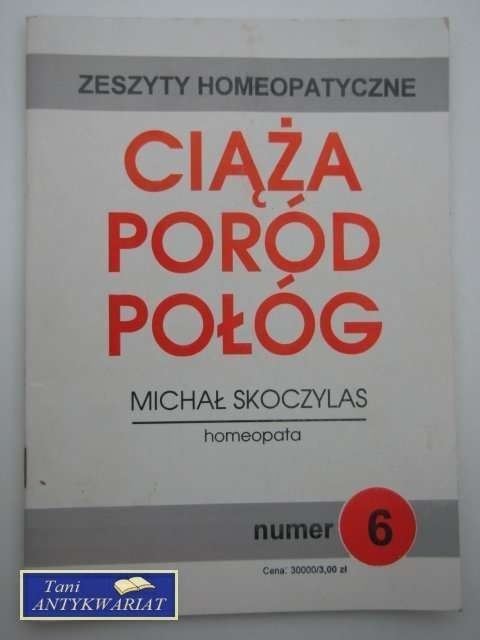 ZESZYTY HOMEOPATYCZNE
CIĄŻA
PORÓD
POŁÓG
MICHAŁ SKOCZYLAS
homeopata
numer 6
Cena: 30000/3,00 zł
Tani
ANTYKWARIAT